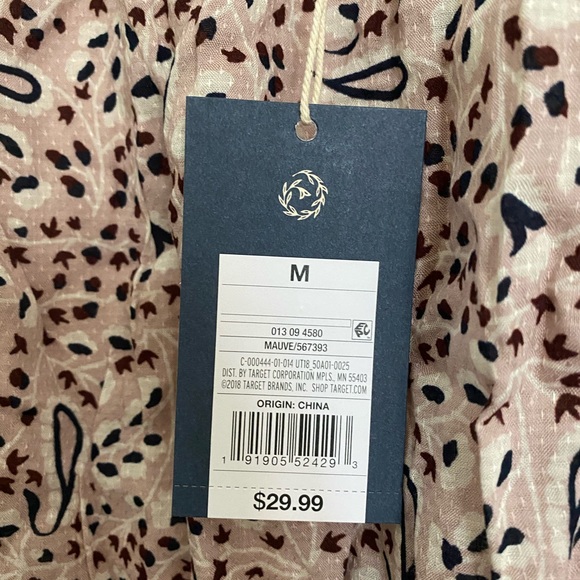 M
013 09 4580
MAUVE/567393
C-000444-01-014 UT18_50A01-0025
DIST. BY TARGET CORPORATION MPLS., MN 55403
©2018 TARGET BRANDS, INC. SHOP TARGET.COM
ORIGIN: CHINA
1 91905 52429 3
$29.99